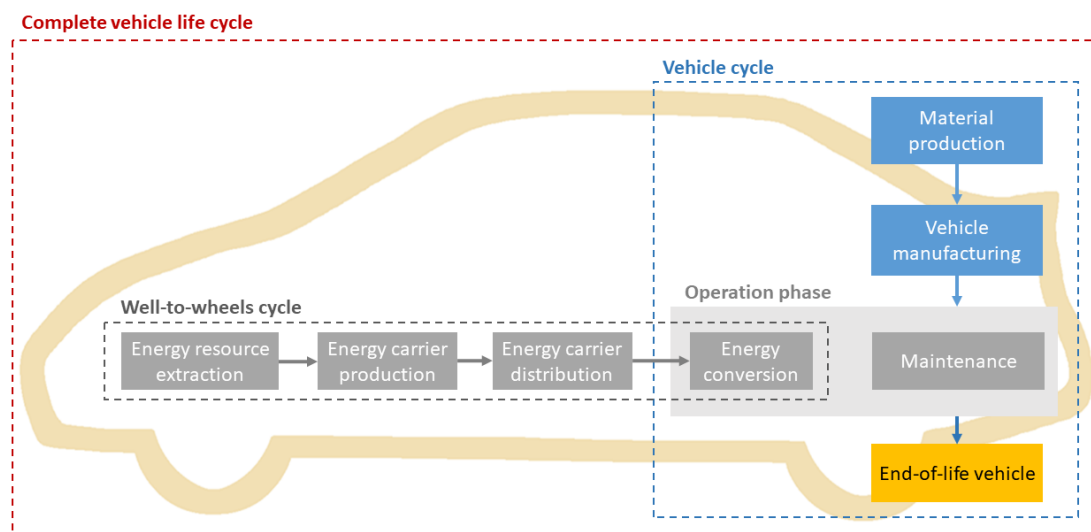 Complete vehicle life cycle
Vehicle cycle
Material
production
Vehicle
manufacturing
Operation phase
Well-to-wheels cycle
Energy resource
extraction
Energy carrier
production
Energy carrier
distribution
Energy
conversion
Maintenance
End-of-life vehicle